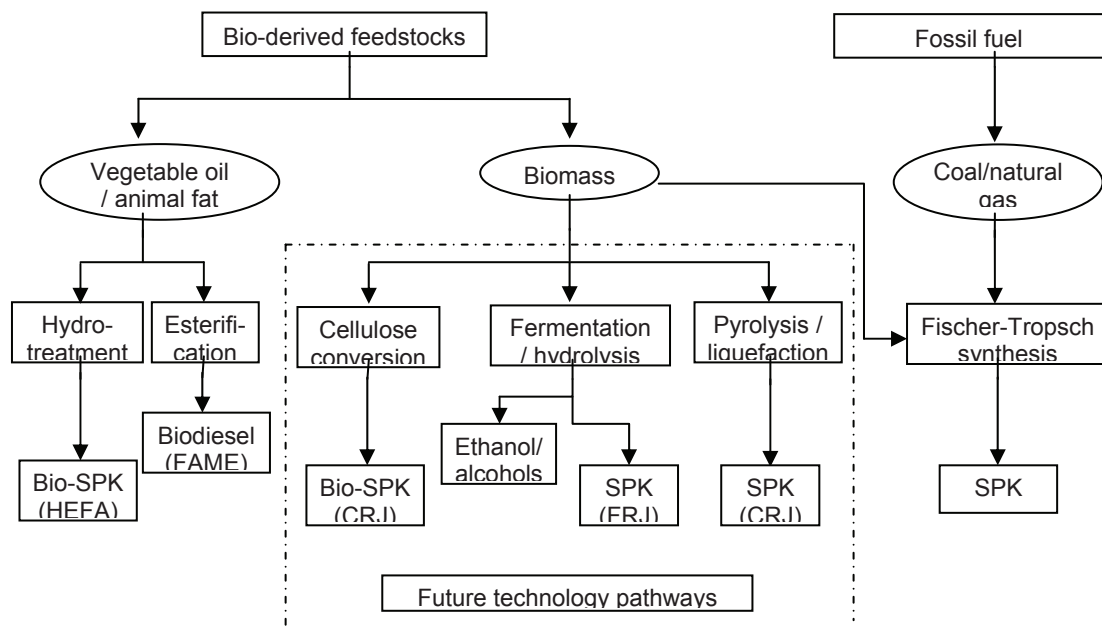 Bio-derived feedstocks
Fossil fuel
Vegetable oil
/ animal fat
Biomass
Coal/natural
gas
Hydro-
treatment
Esterifi-
cation
Cellulose
conversion
Fermentation
/ hydrolysis
Pyrolysis /
liquefaction
Fischer-Tropsch
synthesis
Biodiesel
(FAME)
Ethanol/
alcohols
Bio-SPK
(HEFA)
Bio-SPK
(CRJ)
SPK
(FRJ)
SPK
(CRJ)
SPK
Future technology pathways